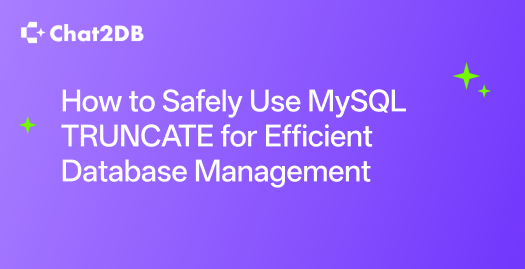 Chat2DB
How to Safely Use MySQL
TRUNCATE for Efficient
Database Management